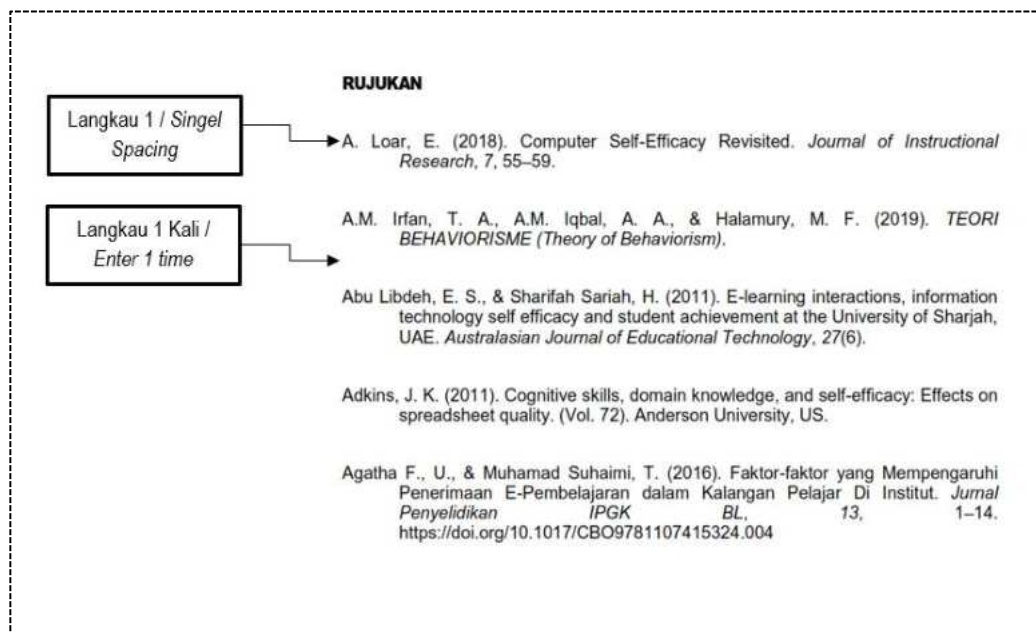 RUJUKAN
Langkau 1 / Singel
Spacing
A. Loar, E. (2018). Computer Self-Efficacy Revisited. Journal of Instructional
Research, 7, 55–59.
Langkau 1 Kali /
Enter 1 time
A.M. Irfan, T. A., A.M. Iqbal, A. A., & Halamury, M. F. (2019). TEORI
BEHAVIORISME (Theory of Behaviorism).
Abu Libdeh, E. S., & Sharifah Sariah, H. (2011). E-learning interactions, information
technology self efficacy and student achievement at the University of Sharjah,
UAE. Australasian Journal of Educational Technology, 27(6).
Adkins, J. K. (2011). Cognitive skills, domain knowledge, and self-efficacy: Effects on
spreadsheet quality. (Vol. 72). Anderson University, US.
Agatha F., U., & Muhamad Suhaimi, T. (2016). Faktor-faktor yang Mempengaruhi
Penerimaan E-Pembelajaran dalam Kalangan Pelajar Di Institut. Jurnal
Penyelidikan IPGK BL, 13, 1–14.
https://doi.org/10.1017/CBO9781107415324.004